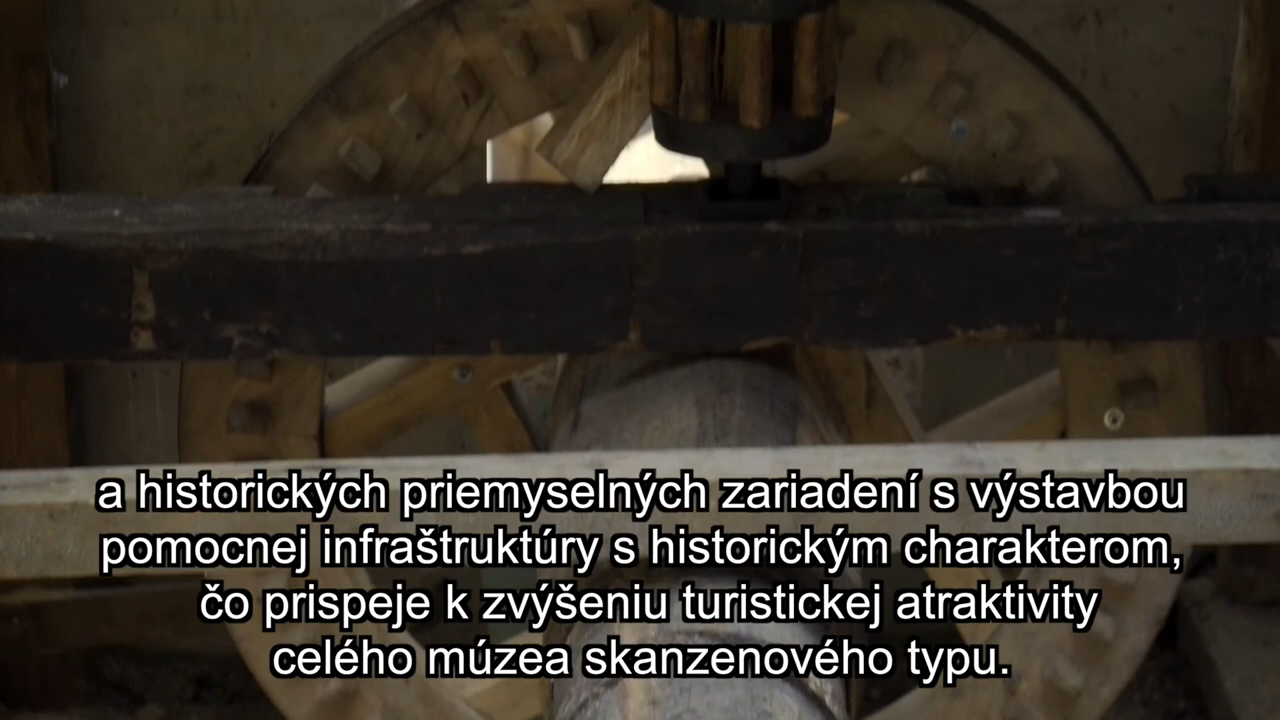 a historických priemyselných zariadení s výstavbou
pomocnej infraštruktúry s historickým charakterom,
čo prispeje k zvýšeniu turistickej atraktivity
celého múzea skanzenového typu.